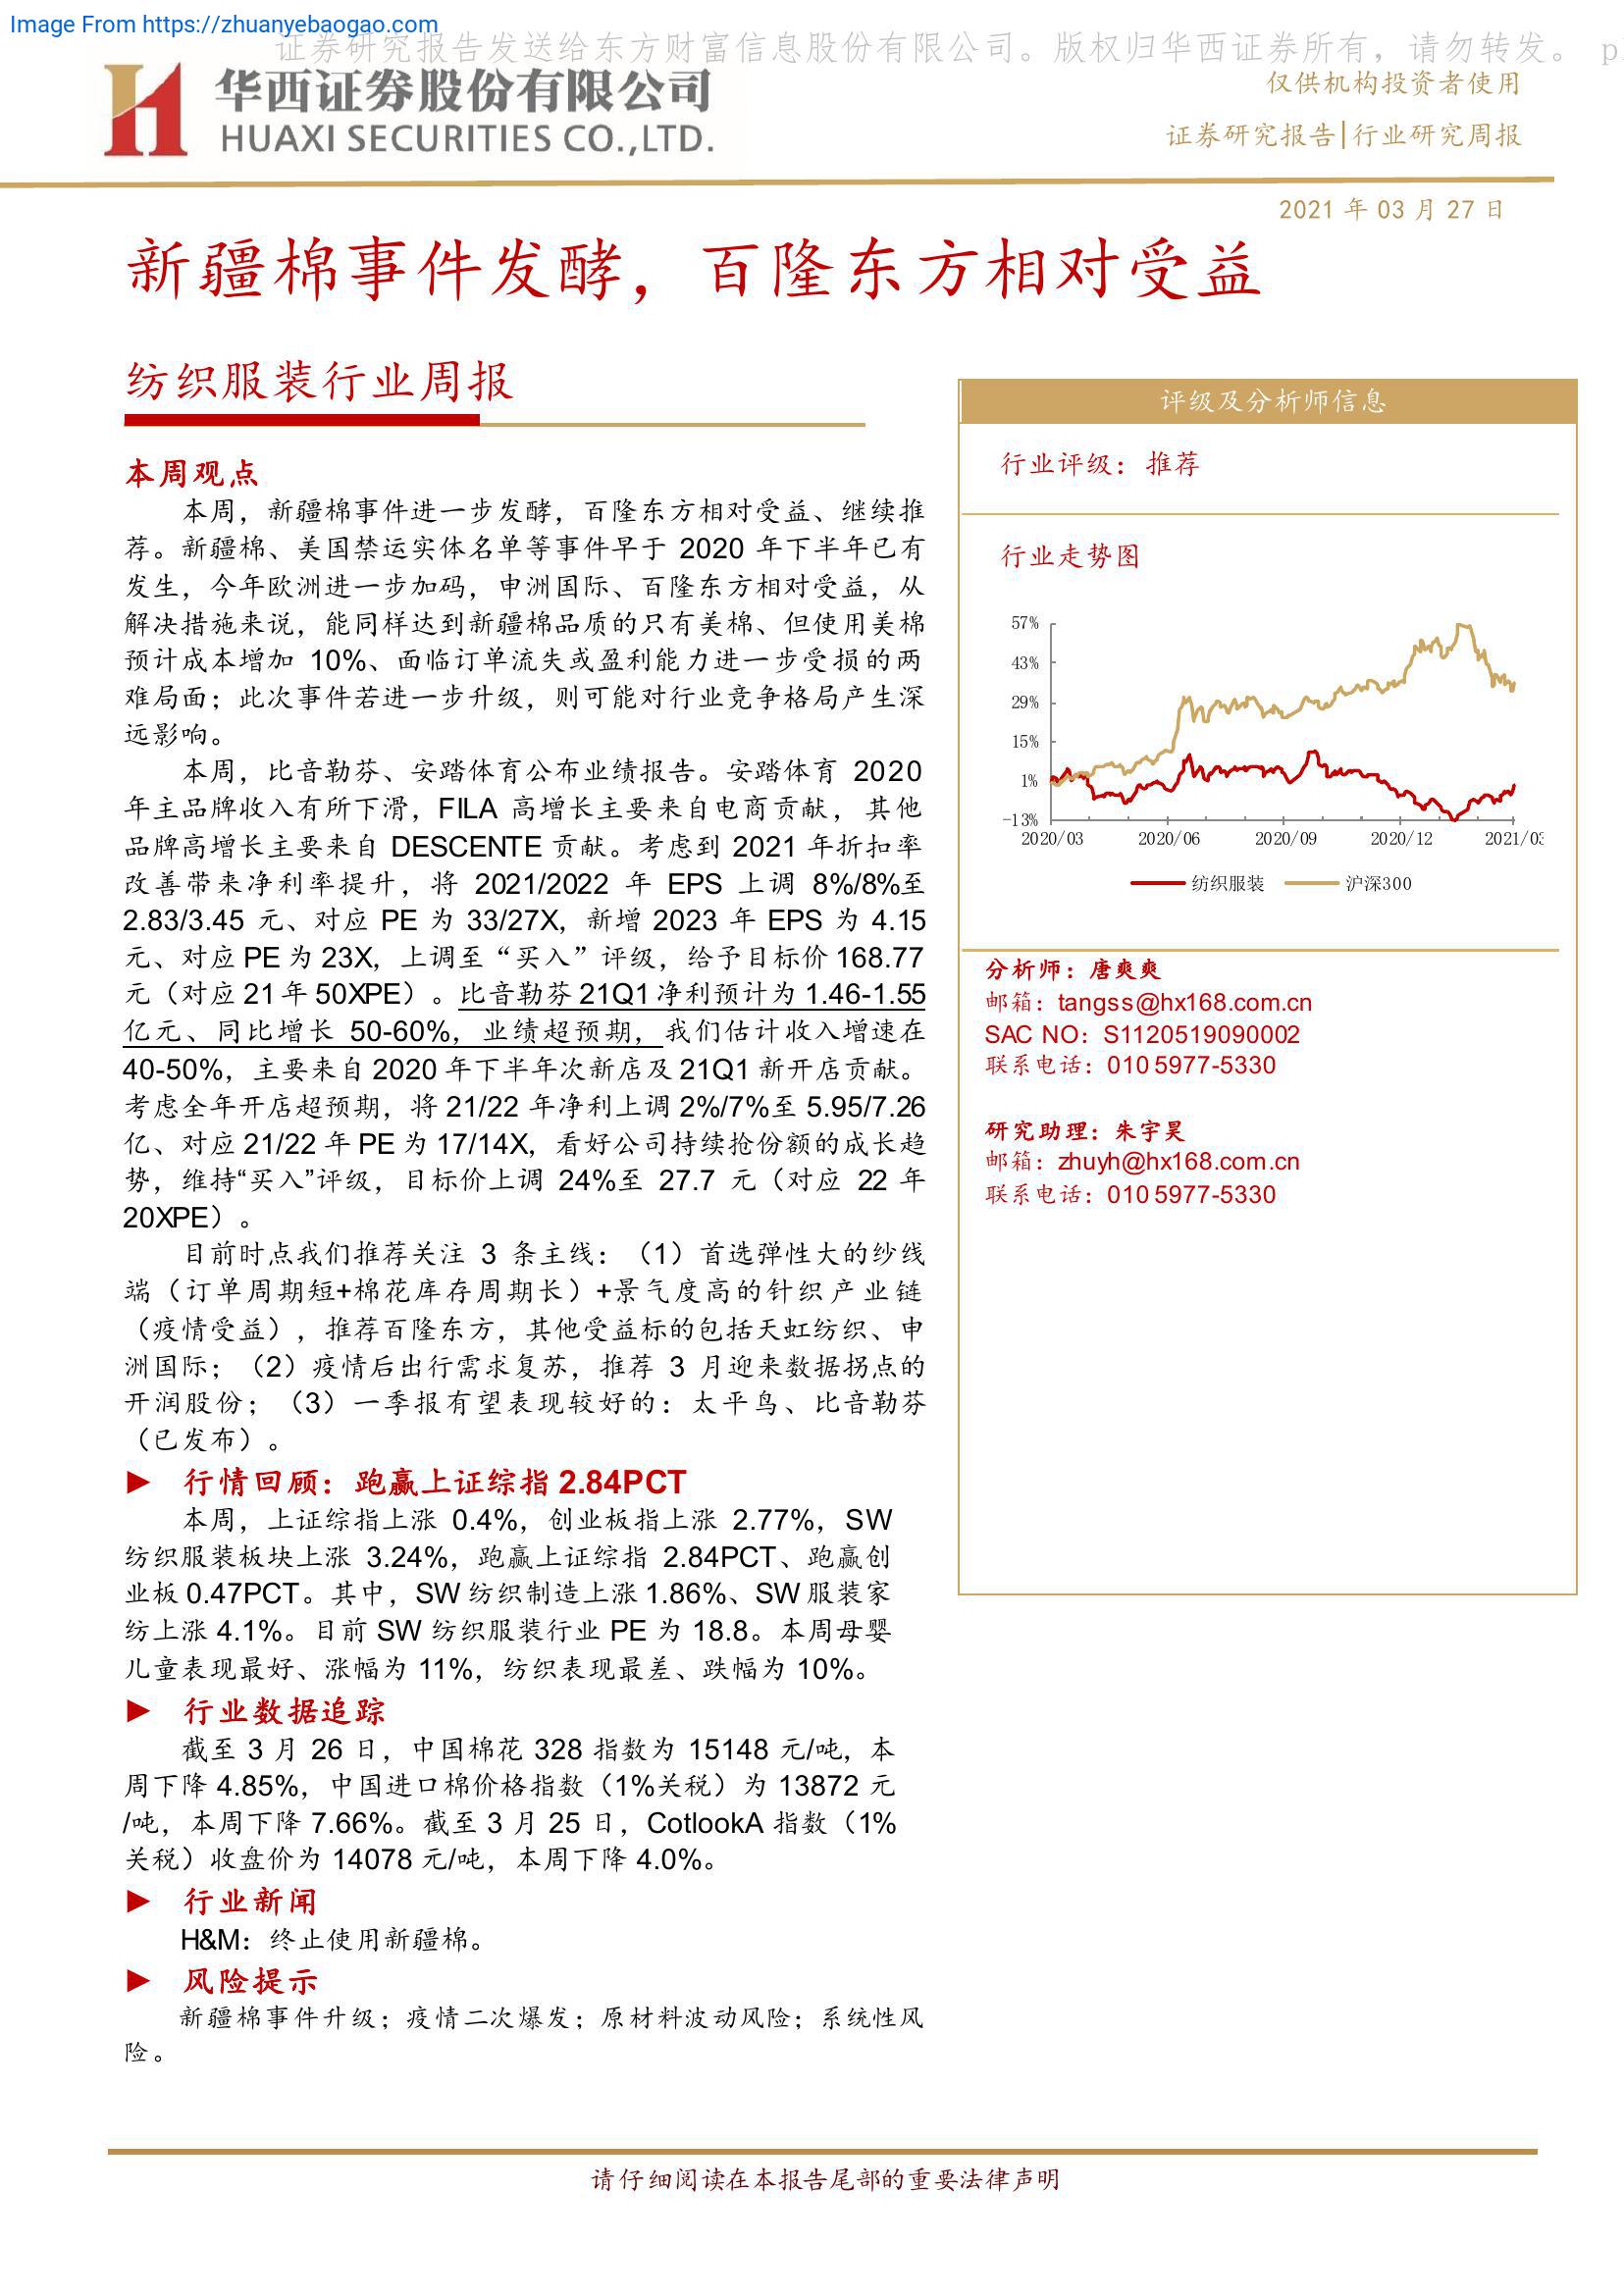 Image From https://zhuanyebaogao.com
证券研究报告发送给东方财富信息股份有限公司。版权归华西证券所有，请勿转发。 p
华西证券股份有限公司
HUAXI SECURITIES CO.,LTD.
仅供机构投资者使用
证券研究报告|行业研究周报
2021 年 03 月 27 日
新疆棉事件发酵，百隆东方相对受益
纺织服装行业周报
本周观点
本周，新疆棉事件进一步发酵，百隆东方相对受益、继续推
荐。新疆棉、美国禁运实体名单等事件早于 2020 年下半年已有
发生，今年欧洲进一步加码，申洲国际、百隆东方相对受益，从
解决措施来说，能同样达到新疆棉品质的只有美棉、但使用美棉
预计成本增加 10%、面临订单流失或盈利能力进一步受损的两
难局面；此次事件若进一步升级，则可能对行业竞争格局产生深
远影响。
本周，比音勒芬、安踏体育公布业绩报告。安踏体育 2020
年主品牌收入有所下滑，FILA 高增长主要来自电商贡献，其他
品牌高增长主要来自 DESCENTE 贡献。考虑到 2021 年折扣率
改善带来净利率提升，将 2021/2022 年 EPS 上调 8%/8%至
2.83/3.45 元、对应 PE 为 33/27X，新增 2023 年 EPS 为 4.15
元、对应 PE 为 23X，上调至“买入”评级，给予目标价 168.77
元（对应 21 年 50XPE）。比音勒芬 21Q1 净利预计为 1.46-1.55
亿元、同比增长 50-60%，业绩超预期，我们估计收入增速在
40-50%，主要来自 2020 年下半年次新店及 21Q1 新开店贡献。
考虑全年开店超预期，将 21/22 年净利上调 2%/7%至 5.95/7.26
亿、对应 21/22 年 PE 为 17/14X，看好公司持续抢份额的成长趋
势，维持“买入”评级，目标价上调 24%至 27.7 元（对应 22 年
20XPE）。
目前时点我们推荐关注 3 条主线：（1）首选弹性大的纱线
端（订单周期短+棉花库存周期长）+景气度高的针织产业链
（疫情受益），推荐百隆东方，其他受益标的包括天虹纺织、申
洲国际；（2）疫情后出行需求复苏，推荐 3 月迎来数据拐点的
开润股份；（3）一季报有望表现较好的：太平鸟、比音勒芬
（已发布）。
► 行情回顾：跑赢上证综指 2.84PCT
本周，上证综指上涨 0.4%，创业板指上涨 2.77%，SW
纺织服装板块上涨 3.24%，跑赢上证综指 2.84PCT、跑赢创
业板 0.47PCT。其中，SW 纺织制造上涨 1.86%、SW 服装家
纺上涨 4.1%。目前 SW 纺织服装行业 PE 为 18.8。本周母婴
儿童表现最好、涨幅为 11%，纺织表现最差、跌幅为 10%。
► 行业数据追踪
截至 3 月 26 日，中国棉花 328 指数为 15148 元/吨，本
周下降 4.85%，中国进口棉价格指数（1%关税）为 13872 元
/吨，本周下降 7.66%。截至 3 月 25 日，CotlookA 指数（1%
关税）收盘价为 14078 元/吨，本周下降 4.0%。
► 行业新闻
H&M：终止使用新疆棉。
► 风险提示
新疆棉事件升级；疫情二次爆发；原材料波动风险；系统性风
险。
评级及分析师信息
行业评级：推荐
行业走势图
57%
43%
29%
15%
1%
-13%
2020/03 2020/06 2020/09 2020/12 2021/03
纺织服装 沪深300
分析师：唐爽爽
邮箱：tangss@hx168.com.cn
SAC NO：S1120519090002
联系电话：010 5977-5330
研究助理：朱宇昊
邮箱：zhuyh@hx168.com.cn
联系电话：010 5977-5330
请仔细阅读在本报告尾部的重要法律声明